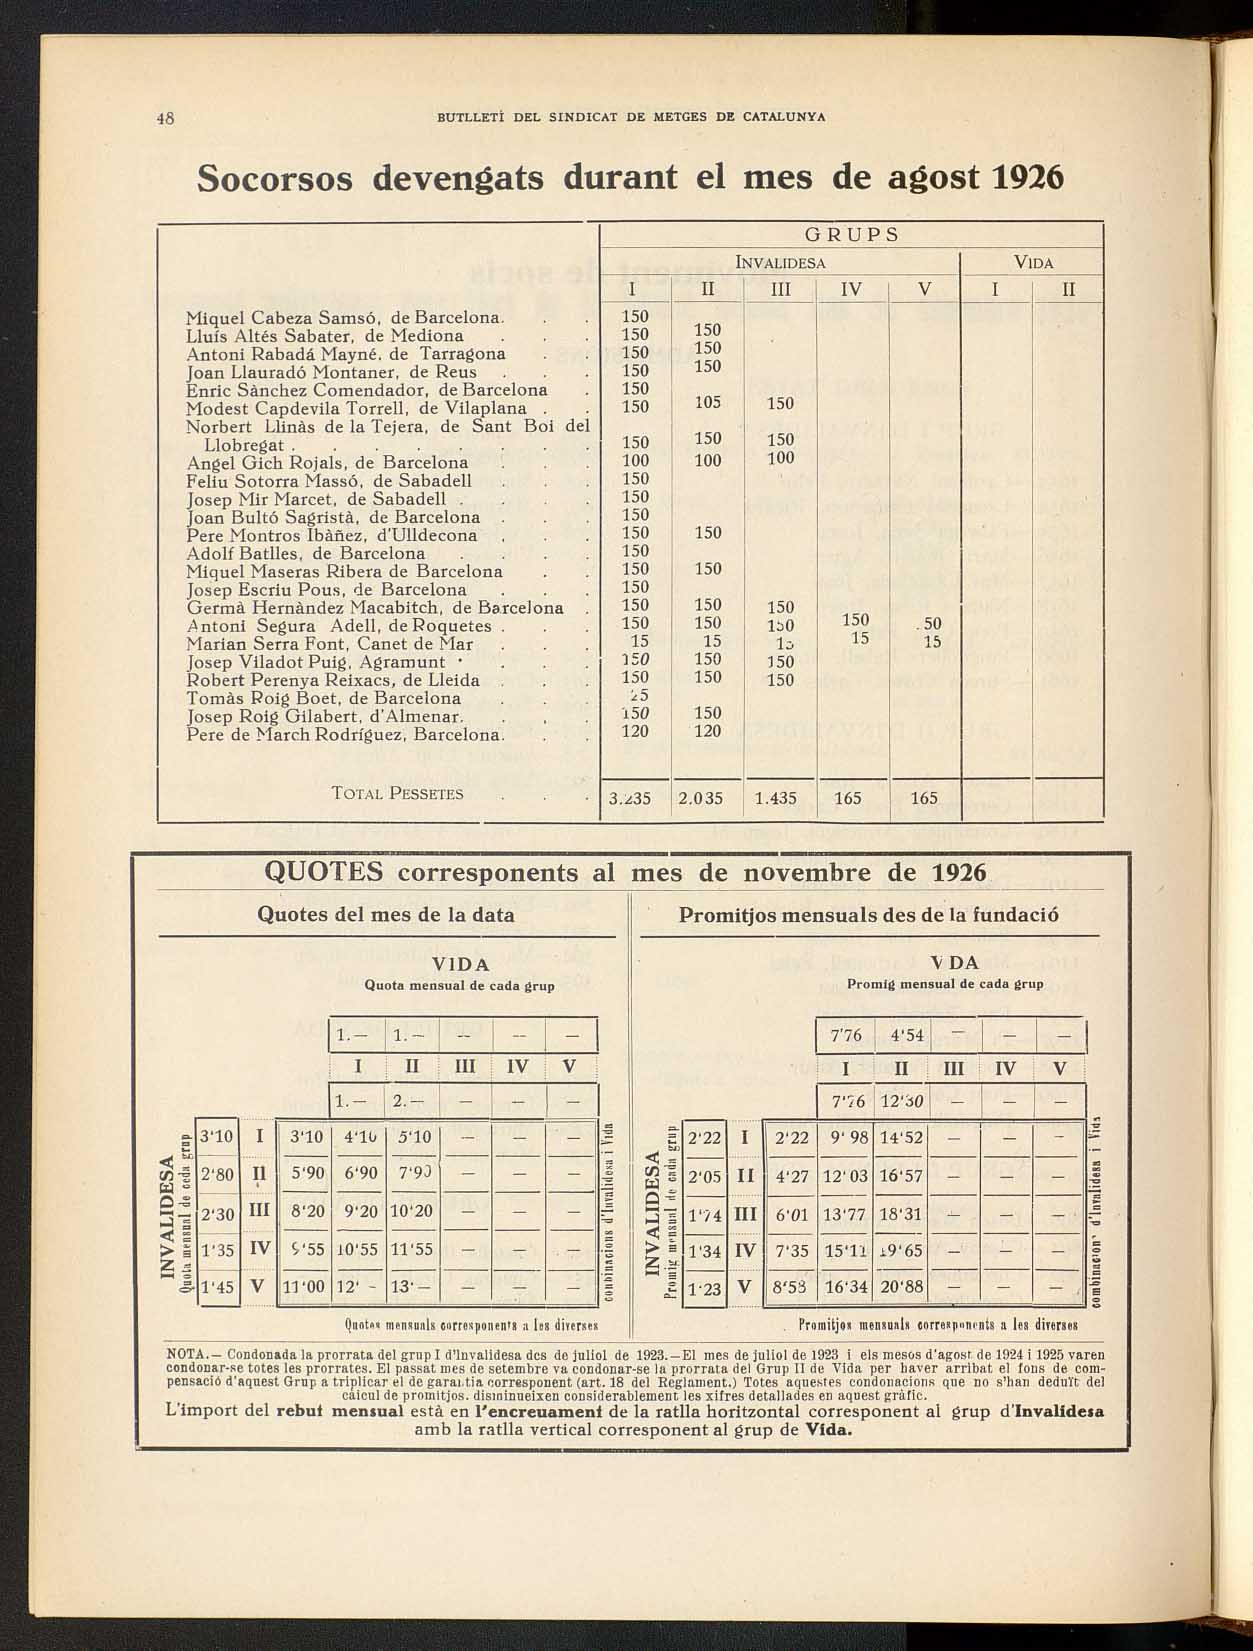 48
BUTLLETÍ DEL SINDICAT DE METGES DE CATALUNYA
Socorsos devengats durant el mes de agost 1926
GRUPS
INVALIDESA VIDA
I II III IV V I II
Miquel Cabeza Samsó, de Barcelona. . . 150
Lluís Altés Sabater, de Mediona . . . 150 150
Antoni Rabadá Mayné, de Tarragona . . 150 150
Joan Llauradó Montaner, de Reus . . . 150 150
Enric Sànchez Comendador, de Barcelona . 150
Modest Capdevila Torrell, de Vilaplana . . 150 105 150
Norbert Llinàs de la Tejera, de Sant Boi del
Llobregat . . . . . . . . 150 150 150
Angel Gich Rojals, de Barcelona . . . 100 100 100
Feliu Sotorra Massó, de Sabadell . . . 150
Josep Mir Marcet, de Sabadell . . . . 150
Joan Bultó Sagristà, de Barcelona . . . 150
Pere Montros Ibàñez, d'Ulldecona . . 150 150
Adolf Batlles, de Barcelona . . . . 150
Miquel Maseras Ribera de Barcelona . . 150 150
Josep Escriu Pous, de Barcelona . . . 150
Germà Hernàndez Macabitch, de Barcelona . 150 150 150
Antoni Segura Adell, de Roquetes . . . 150 150 150 150 .50
Marian Serra Font, Canet de Mar . . . 15 15 15 15
Josep Viladot Puig, Agramunt . . . . 150 150 150
Robert Perenya Reixacs, de Lleida . . . 150 150 150
Tomàs Roig Boet, de Barcelona . . .
Josep Roig Gilabert, d'Almenar. . . . 150 150
Pere de March Rodríguez, Barcelona. . . 120 120
TOTAL PESSETES . . . 3.235 2.035 1.435 165 165
QUOTES corresponents al mes de novembre de 1926
Quotes del mes de la data
VIDA
Quota mensual de cada grup
1.— 1.— — — —
I II III IV V
1.— 2.— — — —
INVALIDESA
Quota mensual de cada grup
3'10 I 3'10 4'10 5'10 — — —
2'80 II 5'90 6'90 7'90 — — —
2'30 III 8'20 9'20 10'20 — — —
1'35 IV 9'55 10'55 11'55 — — —
1'45 V 11'00 12'- 13'— — — —
combinacions d'Invalidesa i Vida
Quotes mensuals corresponents a les diverses
Promitjos mensuals des de la fundació
V DA
Promig mensual de cada grup
7'76 4'54 — — —
I II III IV V
7'76 12'30 — — —
INVALIDESA
Promig mensual de cada grup
2'22 I 2'22 9'98 14'52 — — -
2'05 II 4'27 12'03 16'57 — — —
1'74 III 6'01 13'77 18'31 — — —
1'34 IV 7'35 15'11 19'65 — — —
1'23 V 8'58 16'34 20'88 — — —
combinacion' d'Invalidesa i Vida
Promitjos mensuals corresponents a les diverses
NOTA.— Condonada la prorrata del grup I d'Invalidesa des de juliol de 1923.—El mes de juliol de 1923 i els mesos d'agost de 1924 i 1925 varen
condonar-se totes les prorrates. El passat mes de setembre va condonar-se la prorrata del Grup II de Vida per haver arribat el fons de com-
pensació d'aquest Grup a triplicar el de garantia corresponent (art. 18 del Reglament.) Totes aquestes condonacions que no s'han deduït del
càlcul de promitjos. disminueixen considerablement les xifres detallades en aquest gràfic.
L'import del rebut mensual està en l'encreuament de la ratlla horitzontal corresponent al grup d'Invalidesa
amb la ratlla vertical corresponent al grup de Vida.